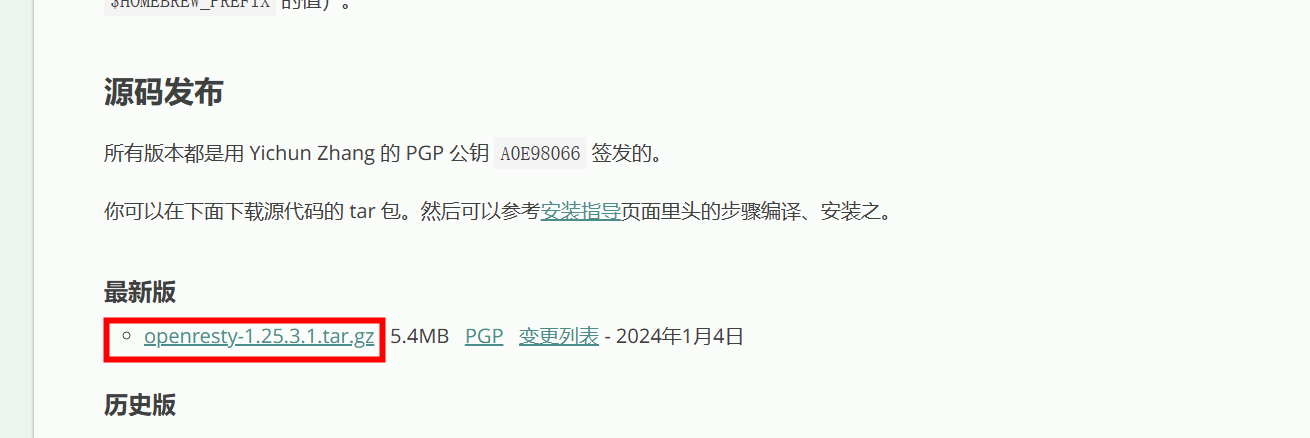 $HOMEBREW_PREFIX 的值）。
源码发布
所有版本都是用 Yichun Zhang 的 PGP 公钥 A0E98066 签发的。
你可以在下面下载源代码的 tar 包。然后可以参考安装指导页面里头的步骤编译、安装之。
最新版
openresty-1.25.3.1.tar.gz 5.4MB PGP 变更列表 - 2024年1月4日
历史版